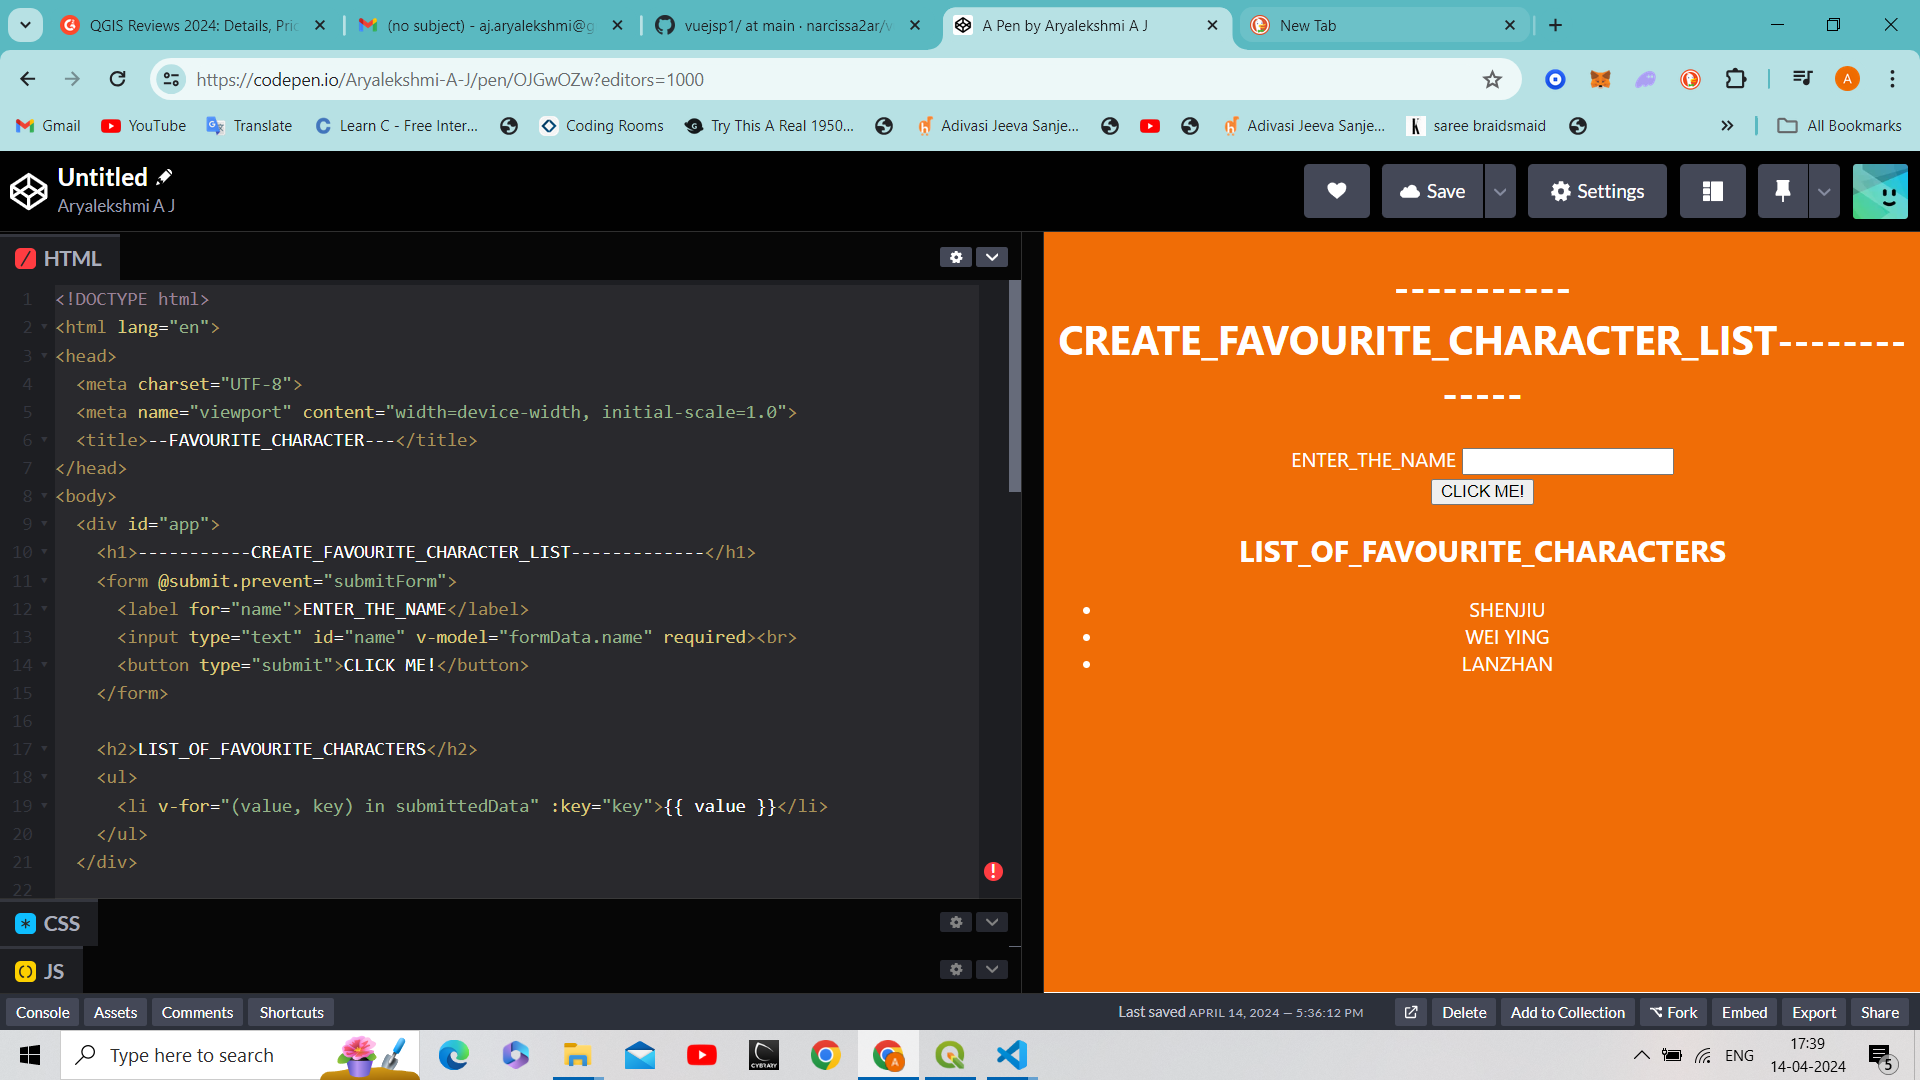 QGIS Reviews 2024: Details, Pric
(no subject) - aj.aryalekshmi@g
vuejsp1/ at main · narcissa2ar/v
A Pen by Aryalekshmi A J
New Tab
https://codepen.io/Aryalekshmi-A-J/pen/OJGwOZw?editors=1000
A
Gmail
YouTube
Translate
Learn C - Free Inter...
Coding Rooms
Try This A Real 1950...
Adivasi Jeeva Sanje...
Adivasi Jeeva Sanje...
saree braidsmaid
All Bookmarks
Untitled
Aryalekshmi A J
Save
Settings
HTML
1 <!DOCTYPE html>
2 <html lang="en">
3 <head>
4 <meta charset="UTF-8">
5 <meta name="viewport" content="width=device-width, initial-scale=1.0">
6 <title>--FAVOURITE_CHARACTER---</title>
7 </head>
8 <body>
9 <div id="app">
10 <h1>-----------CREATE_FAVOURITE_CHARACTER_LIST-------------</h1>
11 <form @submit.prevent="submitForm">
12 <label for="name">ENTER_THE_NAME</label>
13 <input type="text" id="name" v-model="formData.name" required><br>
14 <button type="submit">CLICK ME!</button>
15 </form>
16
17 <h2>LIST_OF_FAVOURITE_CHARACTERS</h2>
18 <ul>
19 <li v-for="(value, key) in submittedData" :key="key">{{ value }}</li>
20 </ul>
21 </div>
22
CSS
JS
-----------
CREATE_FAVOURITE_CHARACTER_LIST--------
-----
ENTER_THE_NAME
CLICK ME!
LIST_OF_FAVOURITE_CHARACTERS
SHENJIU
WEI YING
LANZHAN
Console
Assets
Comments
Shortcuts
Last saved APRIL 14, 2024 — 5:36:12 PM
Delete
Add to Collection
Fork
Embed
Export
Share
Type here to search
CYBRARY
A
ENG
17:39
14-04-2024
5